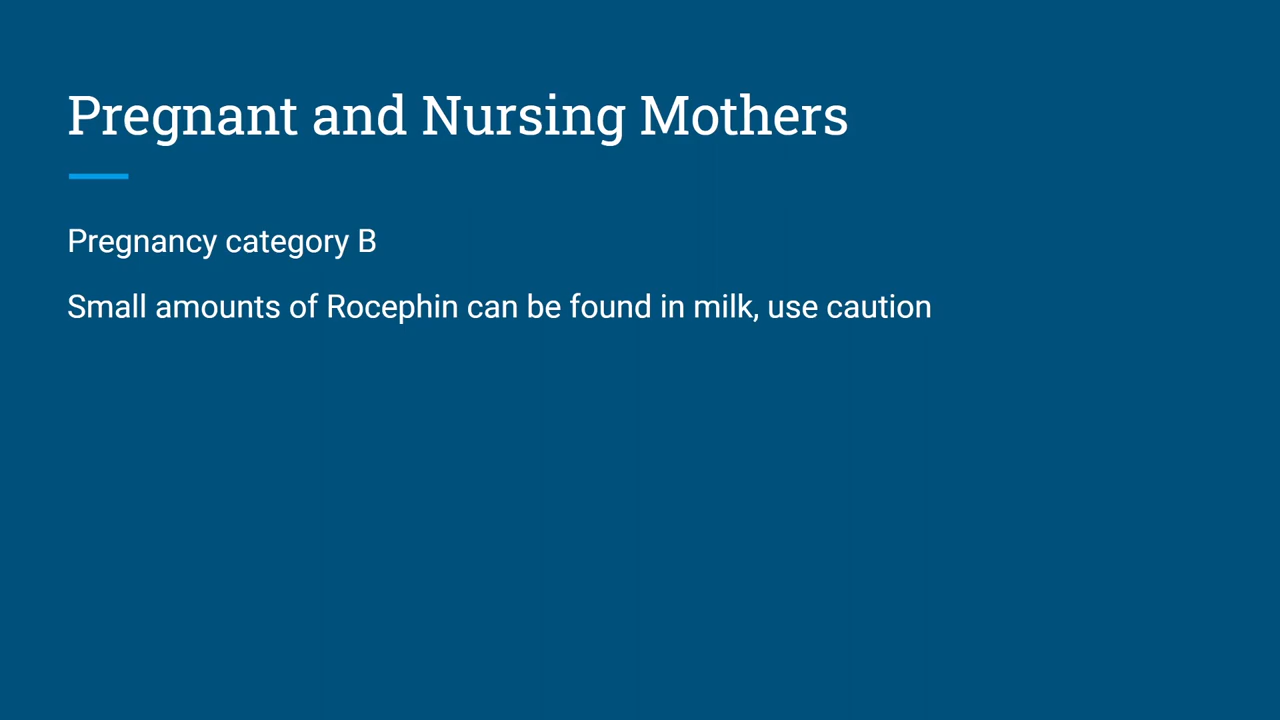 Pregnant and Nursing Mothers
Pregnancy category B
Small amounts of Rocephin can be found in milk, use caution